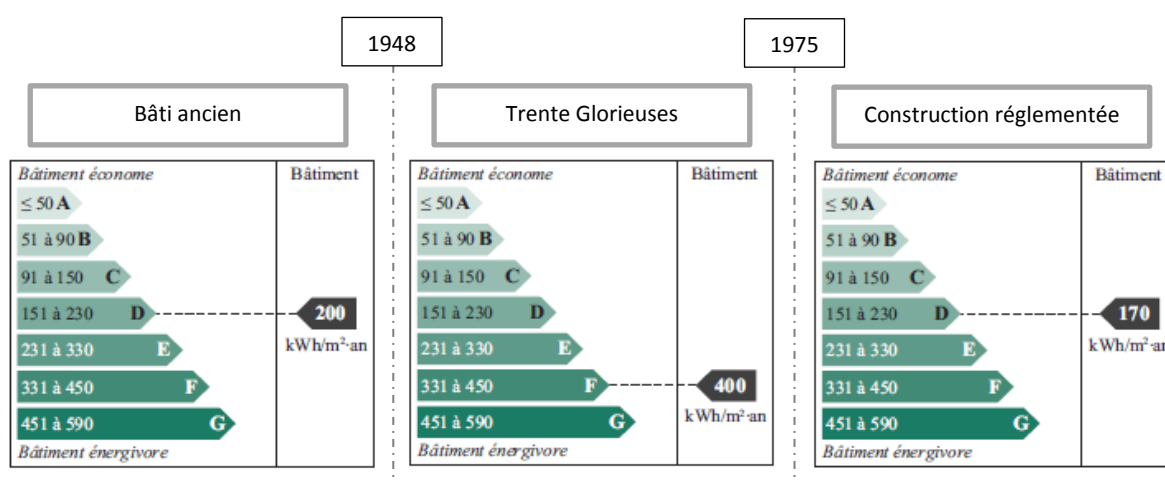 1948
1975
Bâti ancien
Trente Glorieuses
Construction réglementée
Bâtiment économe
Bâtiment
≤ 50 A
51 à 90 B
91 à 150 C
151 à 230 D
200
231 à 330 E
kWh/m²·an
331 à 450 F
451 à 590 G
Bâtiment énergivore
Bâtiment économe
Bâtiment
≤ 50 A
51 à 90 B
91 à 150 C
151 à 230 D
231 à 330 E
331 à 450 F
400
kWh/m²·an
451 à 590 G
Bâtiment énergivore
Bâtiment économe
Bâtiment
≤ 50 A
51 à 90 B
91 à 150 C
151 à 230 D
170
231 à 330 E
kWh/m²·an
331 à 450 F
451 à 590 G
Bâtiment énergivore